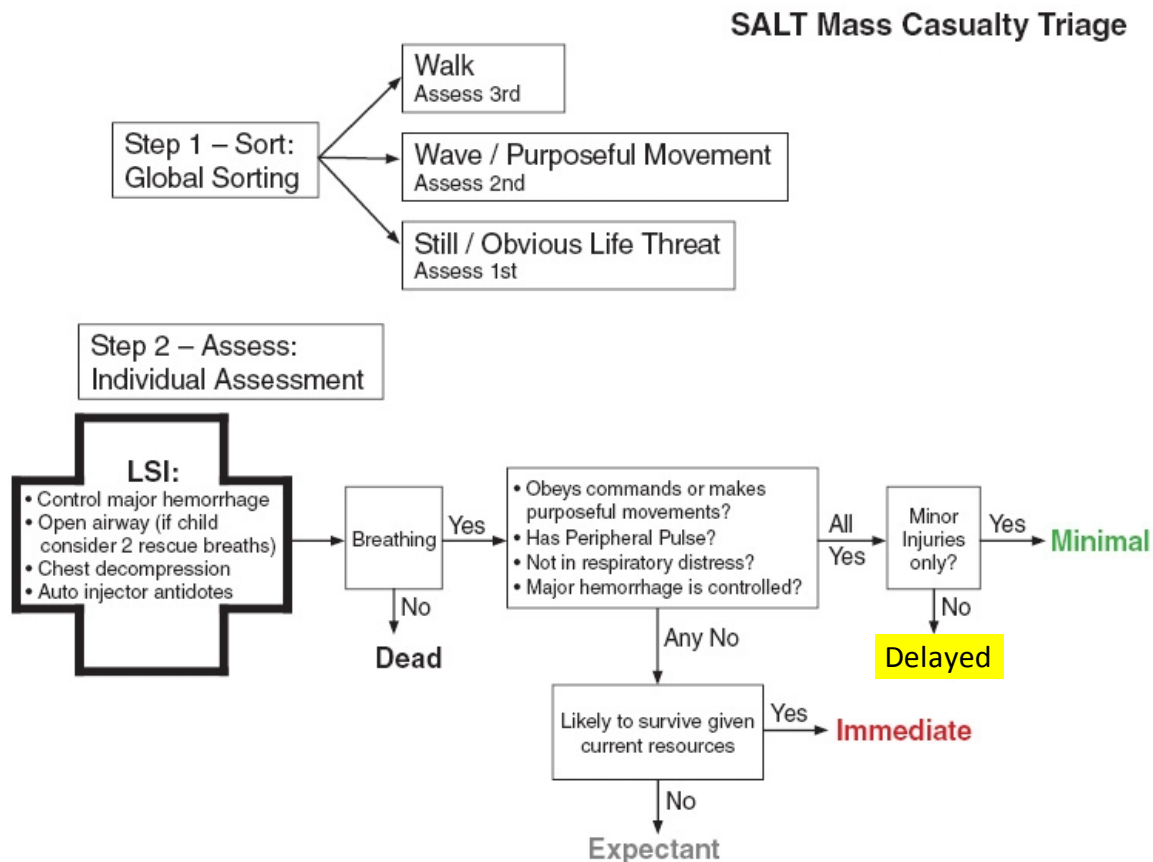 SALT Mass Casualty Triage
Walk
Assess 3rd
Step 1 – Sort:
Global Sorting
Wave / Purposeful Movement
Assess 2nd
Still / Obvious Life Threat
Assess 1st
Step 2 – Assess:
Individual Assessment
LSI:
• Control major hemorrhage
• Open airway (if child
consider 2 rescue breaths)
• Chest decompression
• Auto injector antidotes
Breathing
Yes
No
Dead
• Obeys commands or makes
purposeful movements?
• Has Peripheral Pulse?
• Not in respiratory distress?
• Major hemorrhage is controlled?
All
Yes
Minor
Injuries
only?
Yes
Minimal
No
Delayed
Any No
Likely to survive given
current resources
Yes
Immediate
No
Expectant